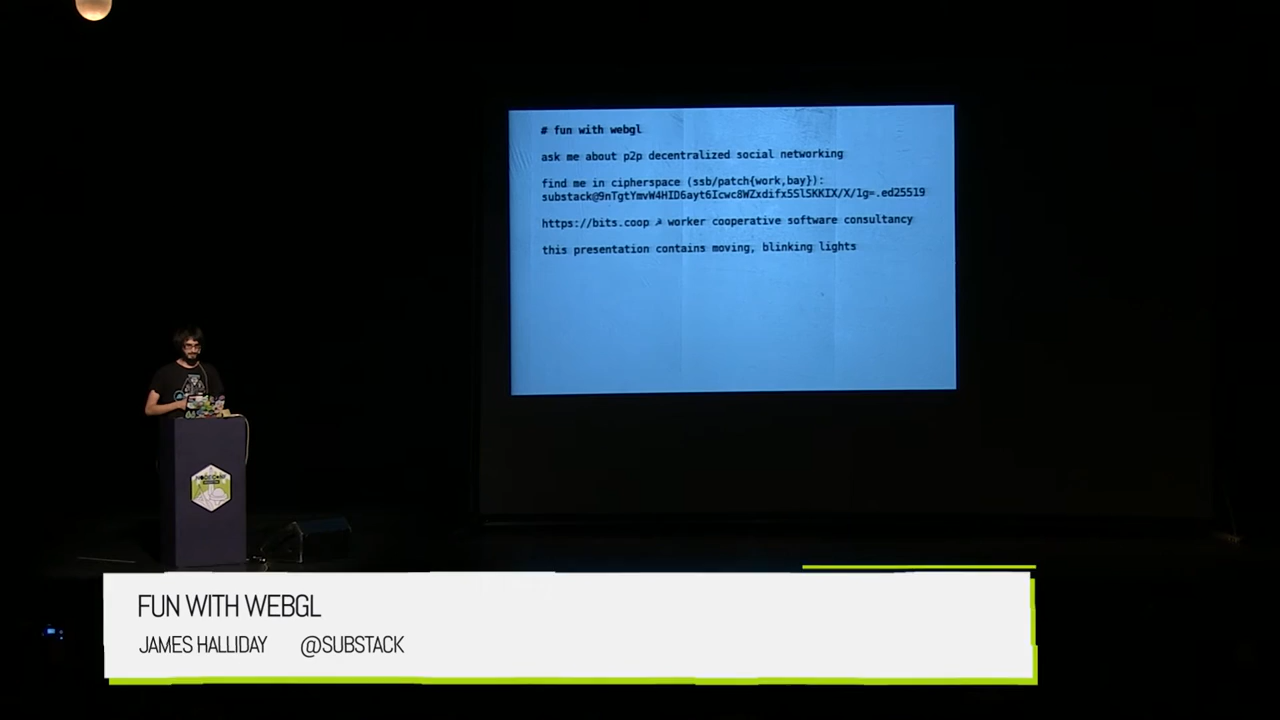 # fun with webgl
ask me about p2p decentralized social networking
find me in cipherspace (ssb/patch{work,bay}):
substack@9nTgtYmvW4HID6ayt6Icwc8WZxdifx5SlSKKIX/X/1g=.ed25519
https://bits.coop ☭ worker cooperative software consultancy
this presentation contains moving, blinking lights
NODECONF
FUN WITH WEBGL
JAMES HALLIDAY @SUBSTACK